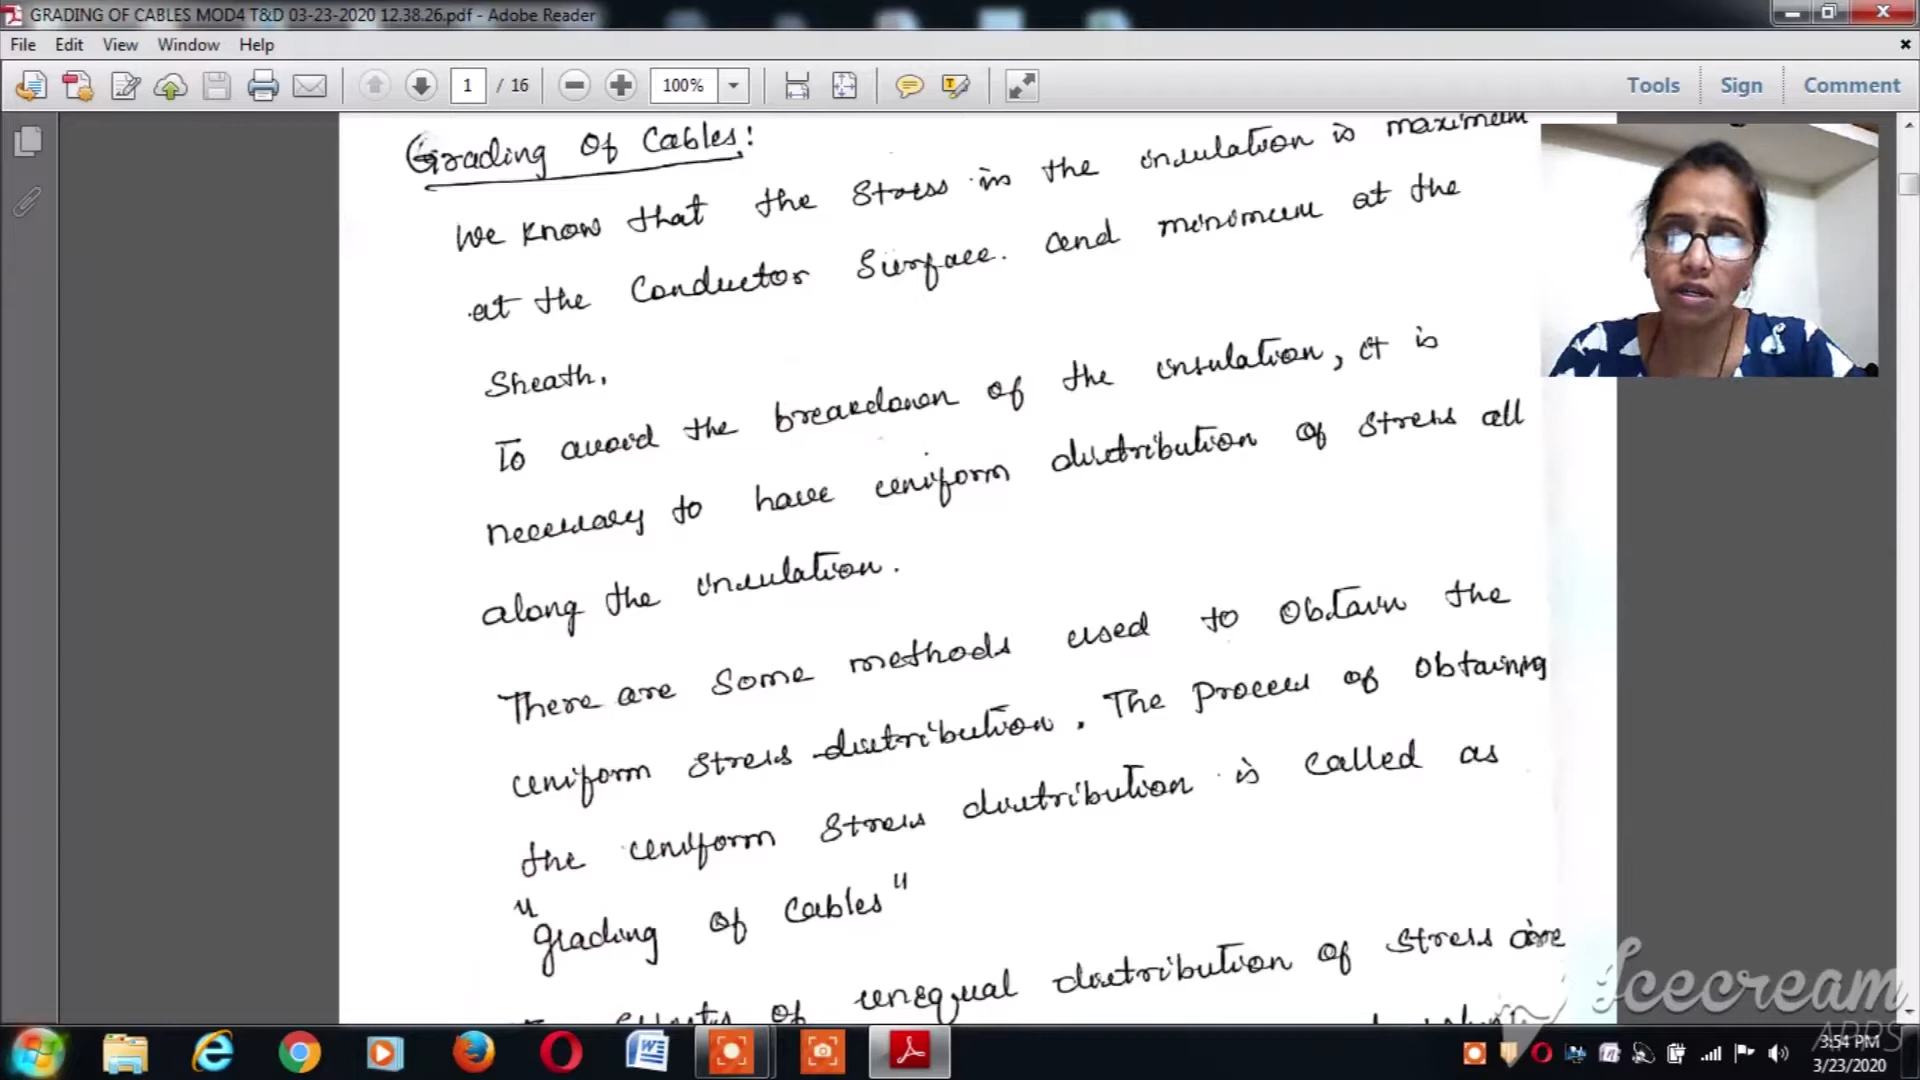 GRADING OF CABLES MOD4 T&D 03-23-2020 12.38.26.pdf - Adobe Reader
File Edit View Window Help
1 / 16 100% Tools Sign Comment
Grading Of Cables:
We know that the stress in the insulation is maximum
at the conductor surface. and minimum at the
Sheath.
To avoid the breakdown of the insulation, it is
necessary to have uniform distribution of stress all
along the insulation.
There are some methods used to obtain the
uniform stress distribution. The process of obtaining
the uniform stress distribution is called as
"grading of cables"
of unequal distribution of stress are
Icecream
APPS
3:54 PM
3/23/2020